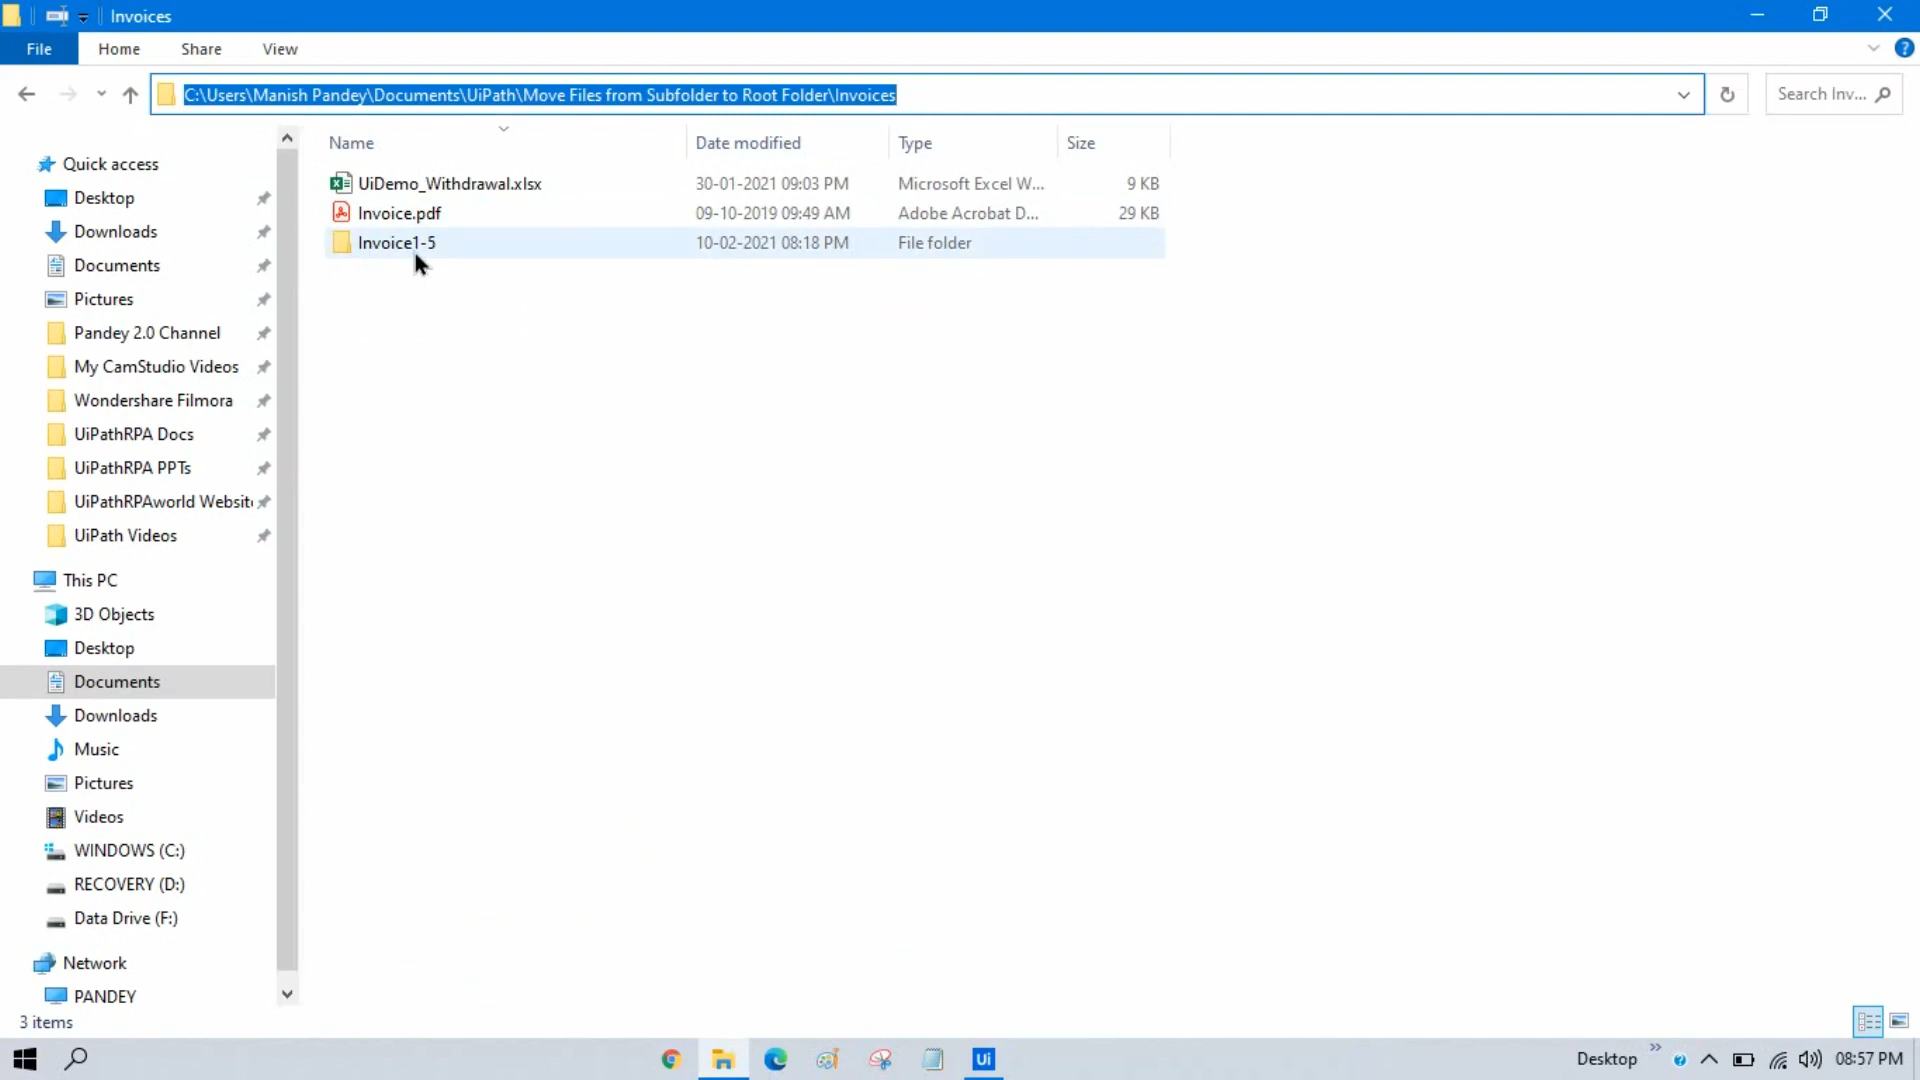 Invoices
File Home Share View
C:\Users\Manish Pandey\Documents\UiPath\Move Files from Subfolder to Root Folder\Invoices
Search Inv...
Name Date modified Type Size
UiDemo_Withdrawal.xlsx 30-01-2021 09:03 PM Microsoft Excel W... 9 KB
Invoice.pdf 09-10-2019 09:49 AM Adobe Acrobat D... 29 KB
Invoice1-5 10-02-2021 08:18 PM File folder
Quick access
Desktop
Downloads
Documents
Pictures
Pandey 2.0 Channel
My CamStudio Videos
Wondershare Filmora
UiPathRPA Docs
UiPathRPA PPTs
UiPathRPAworld Websit
UiPath Videos
This PC
3D Objects
Desktop
Documents
Downloads
Music
Pictures
Videos
WINDOWS (C:)
RECOVERY (D:)
Data Drive (F:)
Network
PANDEY
3 items
Ui
Desktop
08:57 PM